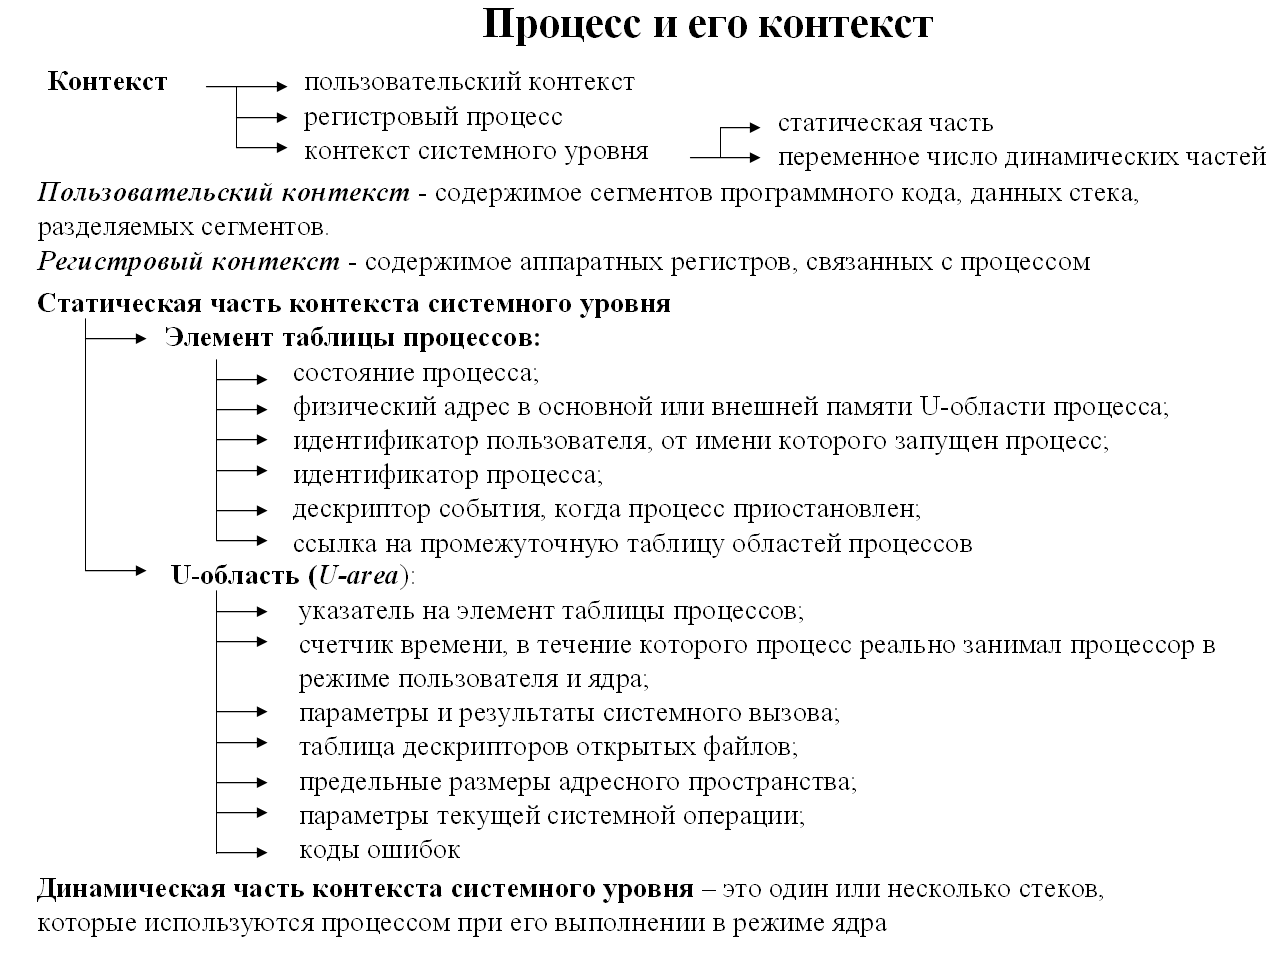 Процесс и его контекст
Контекст
пользовательский контекст
регистровый процесс
контекст системного уровня
статическая часть
переменное число динамических частей
Пользовательский контекст - содержимое сегментов программного кода, данных стека,
разделяемых сегментов.
Регистровый контекст - содержимое аппаратных регистров, связанных с процессом
Статическая часть контекста системного уровня
Элемент таблицы процессов:
состояние процесса;
физический адрес в основной или внешней памяти U-области процесса;
идентификатор пользователя, от имени которого запущен процесс;
идентификатор процесса;
дескриптор события, когда процесс приостановлен;
ссылка на промежуточную таблицу областей процессов
U-область (U-area):
указатель на элемент таблицы процессов;
счетчик времени, в течение которого процесс реально занимал процессор в
режиме пользователя и ядра;
параметры и результаты системного вызова;
таблица дескрипторов открытых файлов;
предельные размеры адресного пространства;
параметры текущей системной операции;
коды ошибок
Динамическая часть контекста системного уровня – это один или несколько стеков,
которые используются процессом при его выполнении в режиме ядра